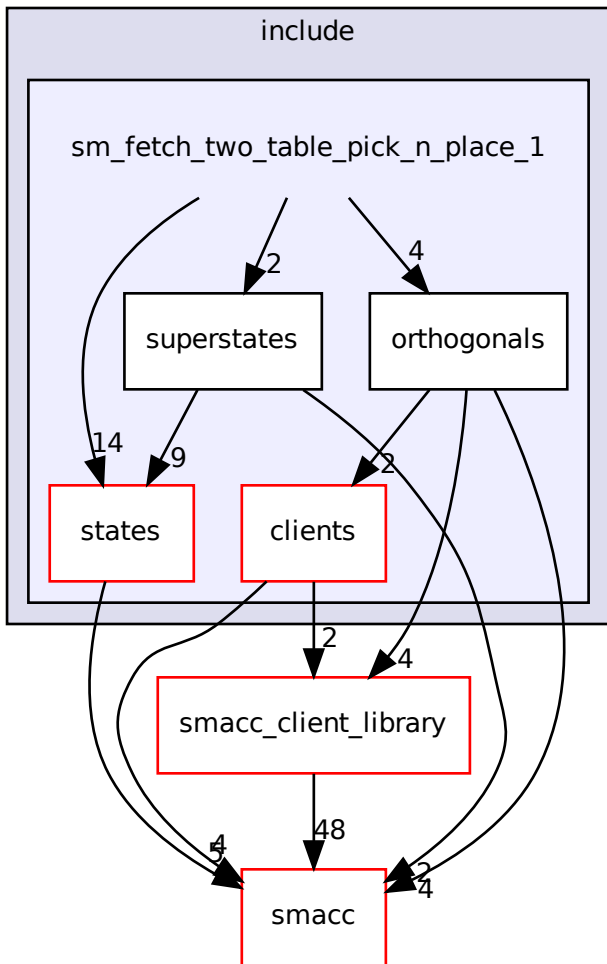 include
sm_fetch_two_table_pick_n_place_1
2
4
superstates
orthogonals
14
9
2
states
clients
2
4
smacc_client_library
48
4
5
2
4
smacc